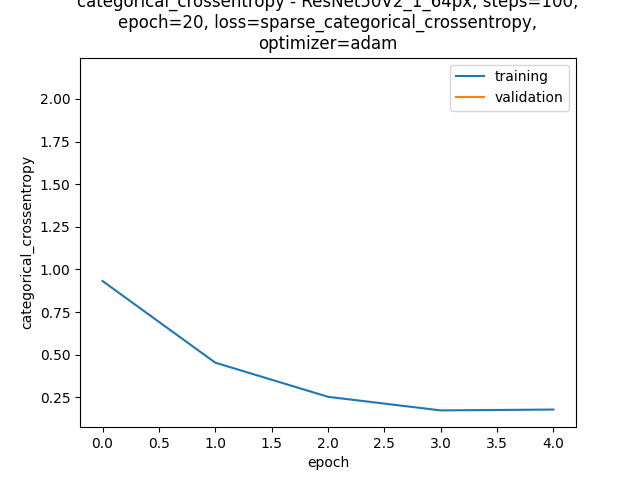 categorical_crossentropy - ResNet50V2_1_64px, steps=100,
epoch=20, loss=sparse_categorical_crossentropy,
optimizer=adam
training
validation
2.00
1.75
1.50
1.25
1.00
0.75
0.50
0.25
categorical_crossentropy
0.0 0.5 1.0 1.5 2.0 2.5 3.0 3.5 4.0
epoch